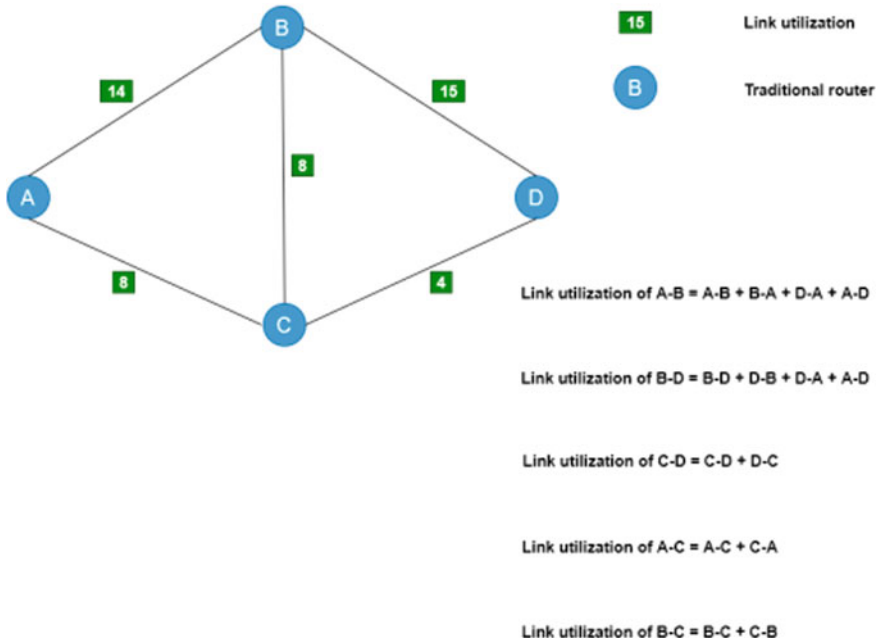 B
15
Link utilization
14
15
B
Traditional router
8
A
D
8
4
Link utilization of A-B = A-B + B-A + D-A + A-D
C
Link utilization of B-D = B-D + D-B + D-A + A-D
Link utilization of C-D = C-D + D-C
Link utilization of A-C = A-C + C-A
Link utilization of B-C = B-C + C-B